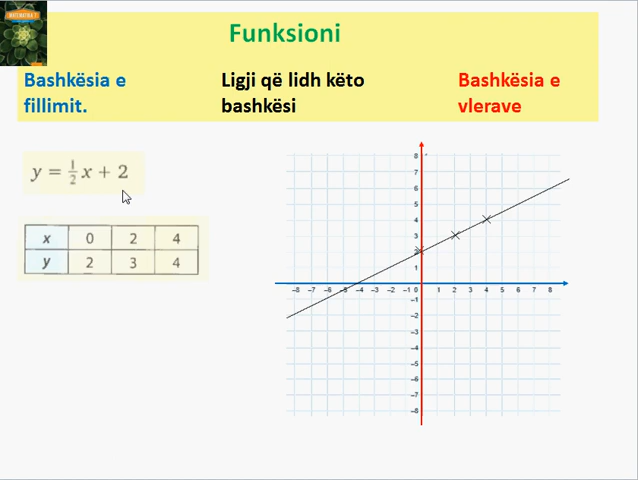 MATEMATIKA
Funksioni
Bashkësia e
fillimit.
Ligji që lidh këto
bashkësi
Bashkësia e
vlerave
y = ½x + 2
x 0 2 4
y 2 3 4
8
7
6
5
4
3
2
1
−8 −7 −6 −5 −4 −3 −2 −1 0 1 2 3 4 5 6 7 8
−1
−2
−3
−4
−5
−6
−7
−8